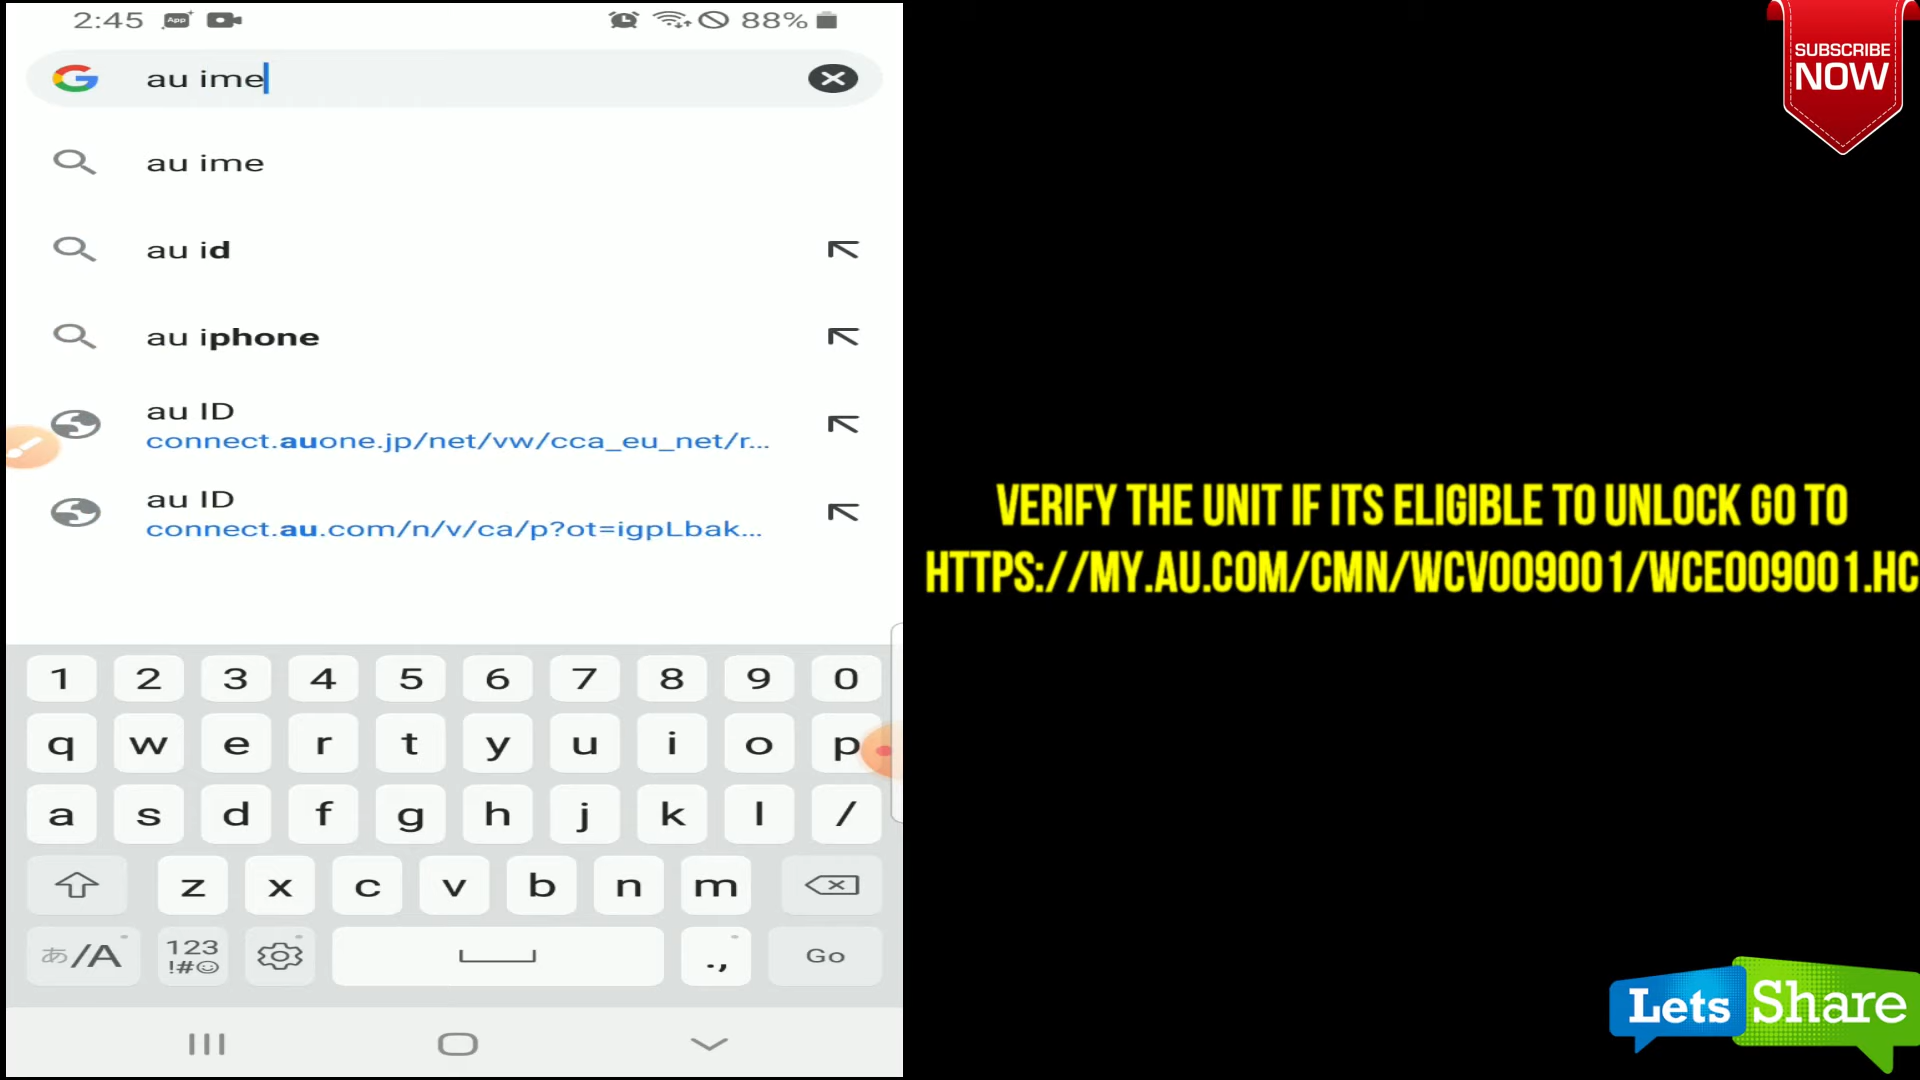 2:45 App 88%
au ime
au ime
au id
au iphone
au ID
connect.auone.jp/net/vw/cca_eu_net/r...
au ID
connect.au.com/n/v/ca/p?ot=igpLbak...
1 2 3 4 5 6 7 8 9 0
q w e r t y u i o p
a s d f g h j k l /
z x c v b n m
あ/A 123 ., Go
!#☺
SUBSCRIBE
NOW
VERIFY THE UNIT IF ITS ELIGIBLE TO UNLOCK GO TO
HTTPS://MY.AU.COM/CMN/WCV009001/WCE009001.HC
Lets Share